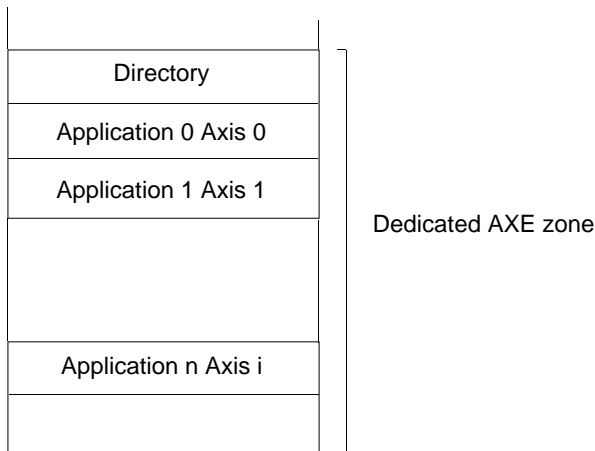 Directory
Application 0 Axis 0
Application 1 Axis 1
Dedicated AXE zone
Application n Axis i